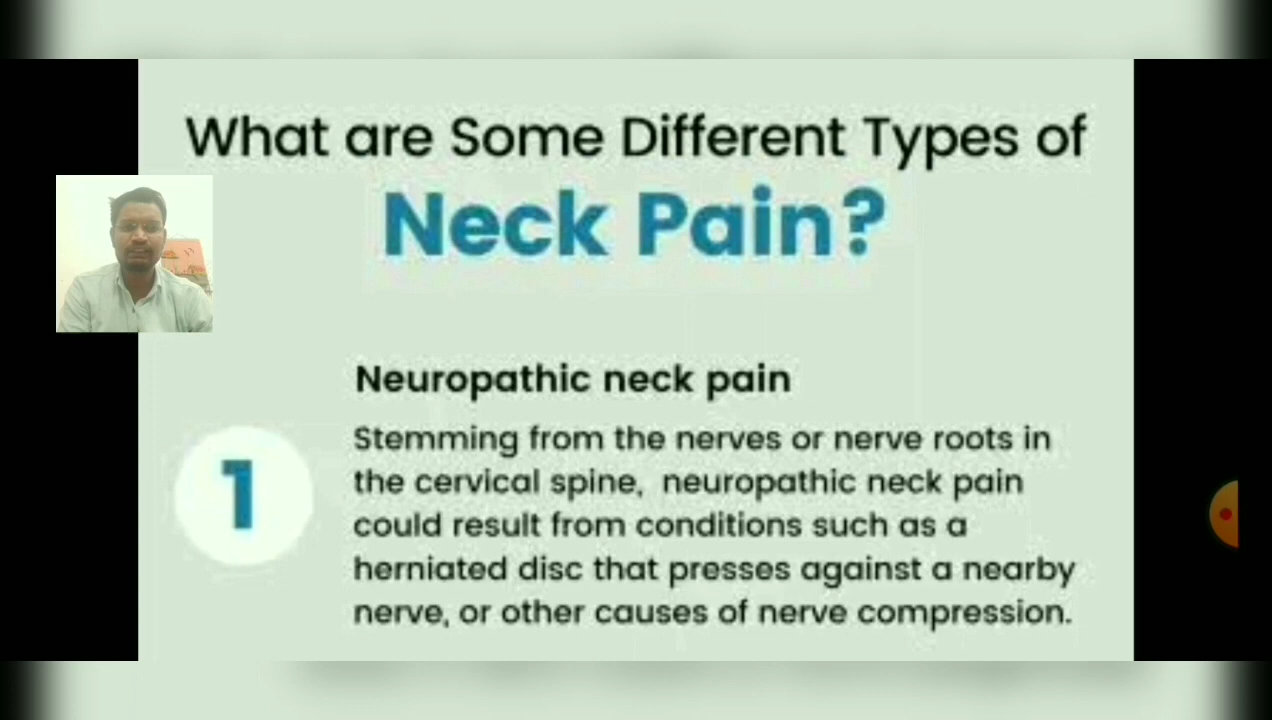 What are Some Different Types of
Neck Pain?
Neuropathic neck pain
1
Stemming from the nerves or nerve roots in
the cervical spine, neuropathic neck pain
could result from conditions such as a
herniated disc that presses against a nearby
nerve, or other causes of nerve compression.